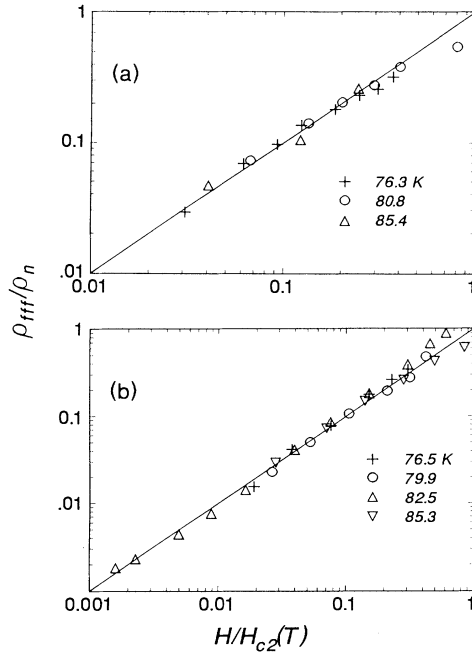 1
(a)
0.1
+ 76.3 K
○ 80.8
△ 85.4
.01
0.01 0.1 1
ρfff/ρn
1
(b)
0.1
+ 76.5 K
○ 79.9
△ 82.5
▽ 85.3
.01
.001
0.001 .01 0.1 1
H/Hc2(T)